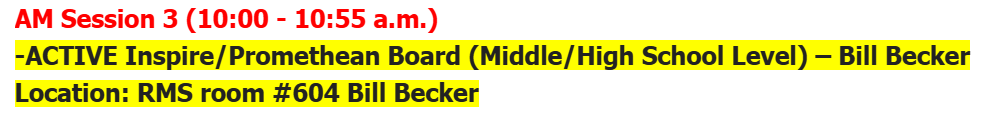 AM Session 3 (10:00 - 10:55 a.m.)
-ACTIVE Inspire/Promethean Board (Middle/High School Level) – Bill Becker
Location: RMS room #604 Bill Becker